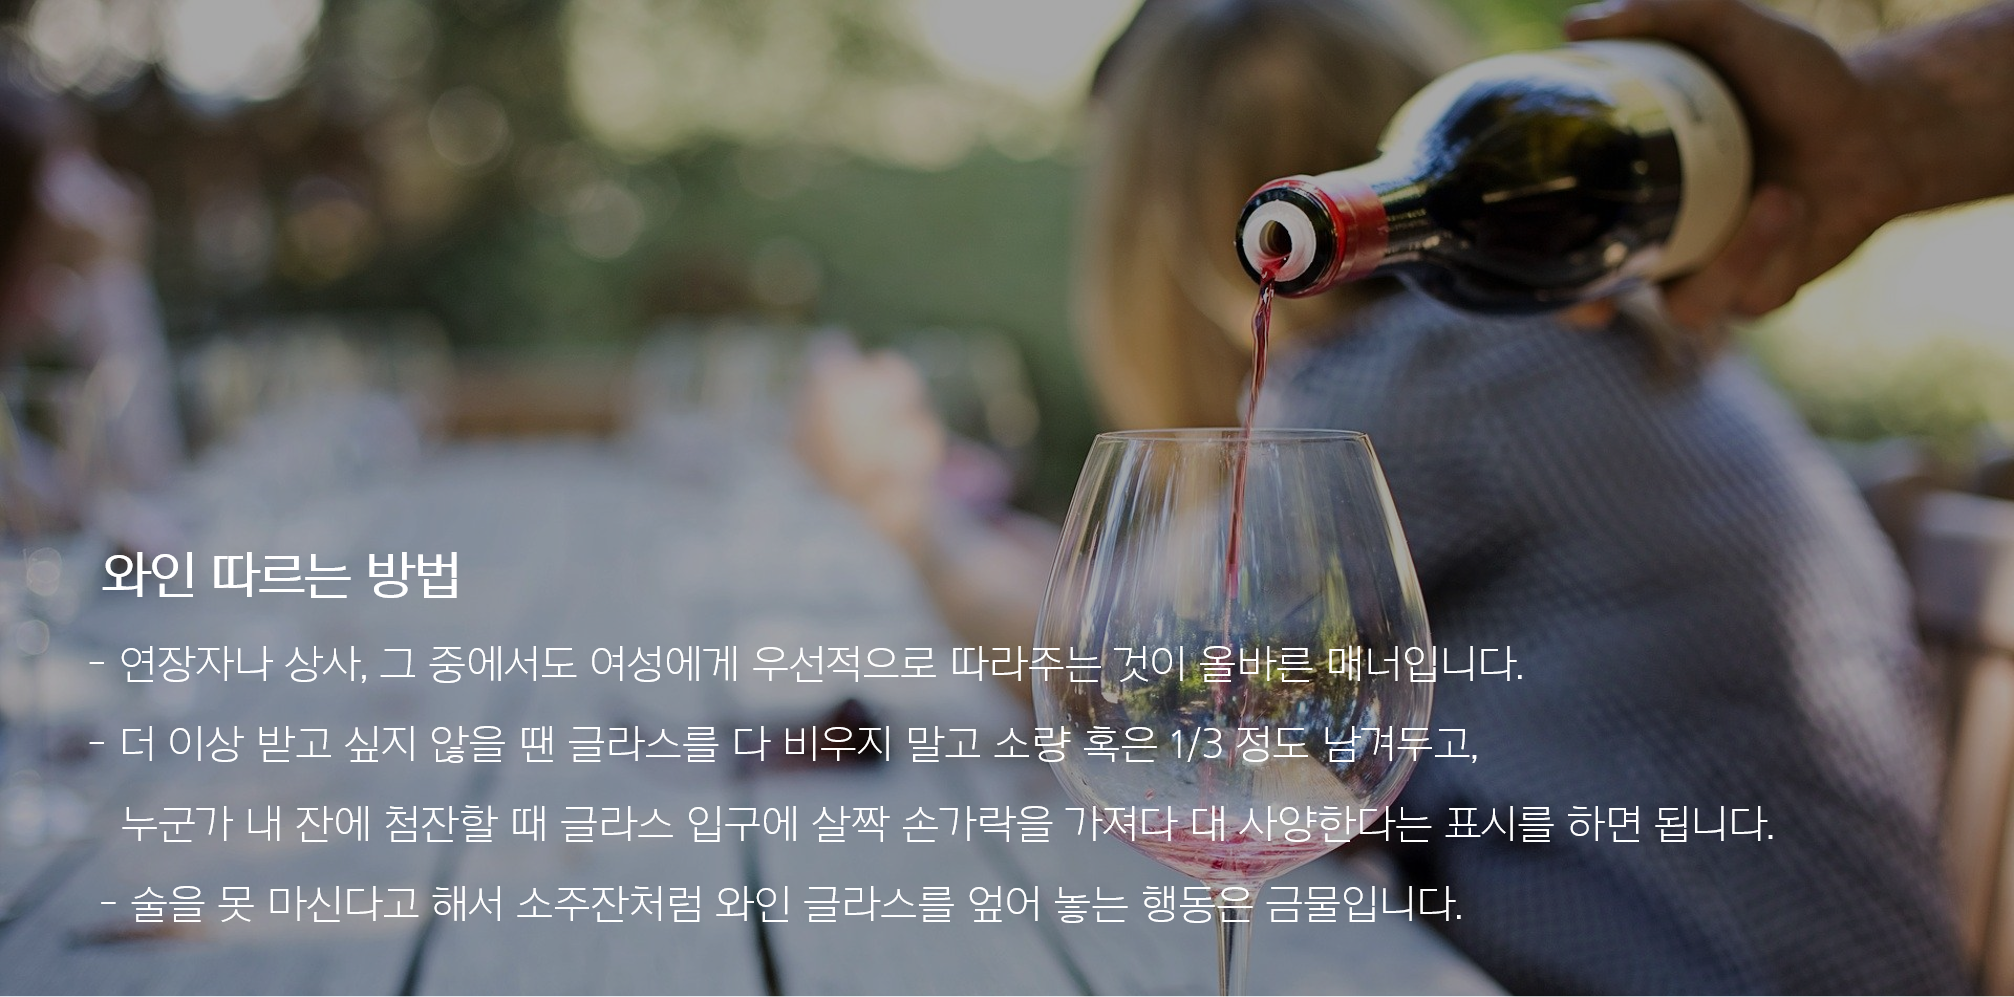 와인 따르는 방법
- 연장자나 상사, 그 중에서도 여성에게 우선적으로 따라주는 것이 올바른 매너입니다.
- 더 이상 받고 싶지 않을 땐 글라스를 다 비우지 말고 소량 혹은 1/3 정도 남겨두고,
누군가 내 잔에 첨잔할 때 글라스 입구에 살짝 손가락을 가져다 대 사양한다는 표시를 하면 됩니다.
- 술을 못 마신다고 해서 소주잔처럼 와인 글라스를 엎어 놓는 행동은 금물입니다.